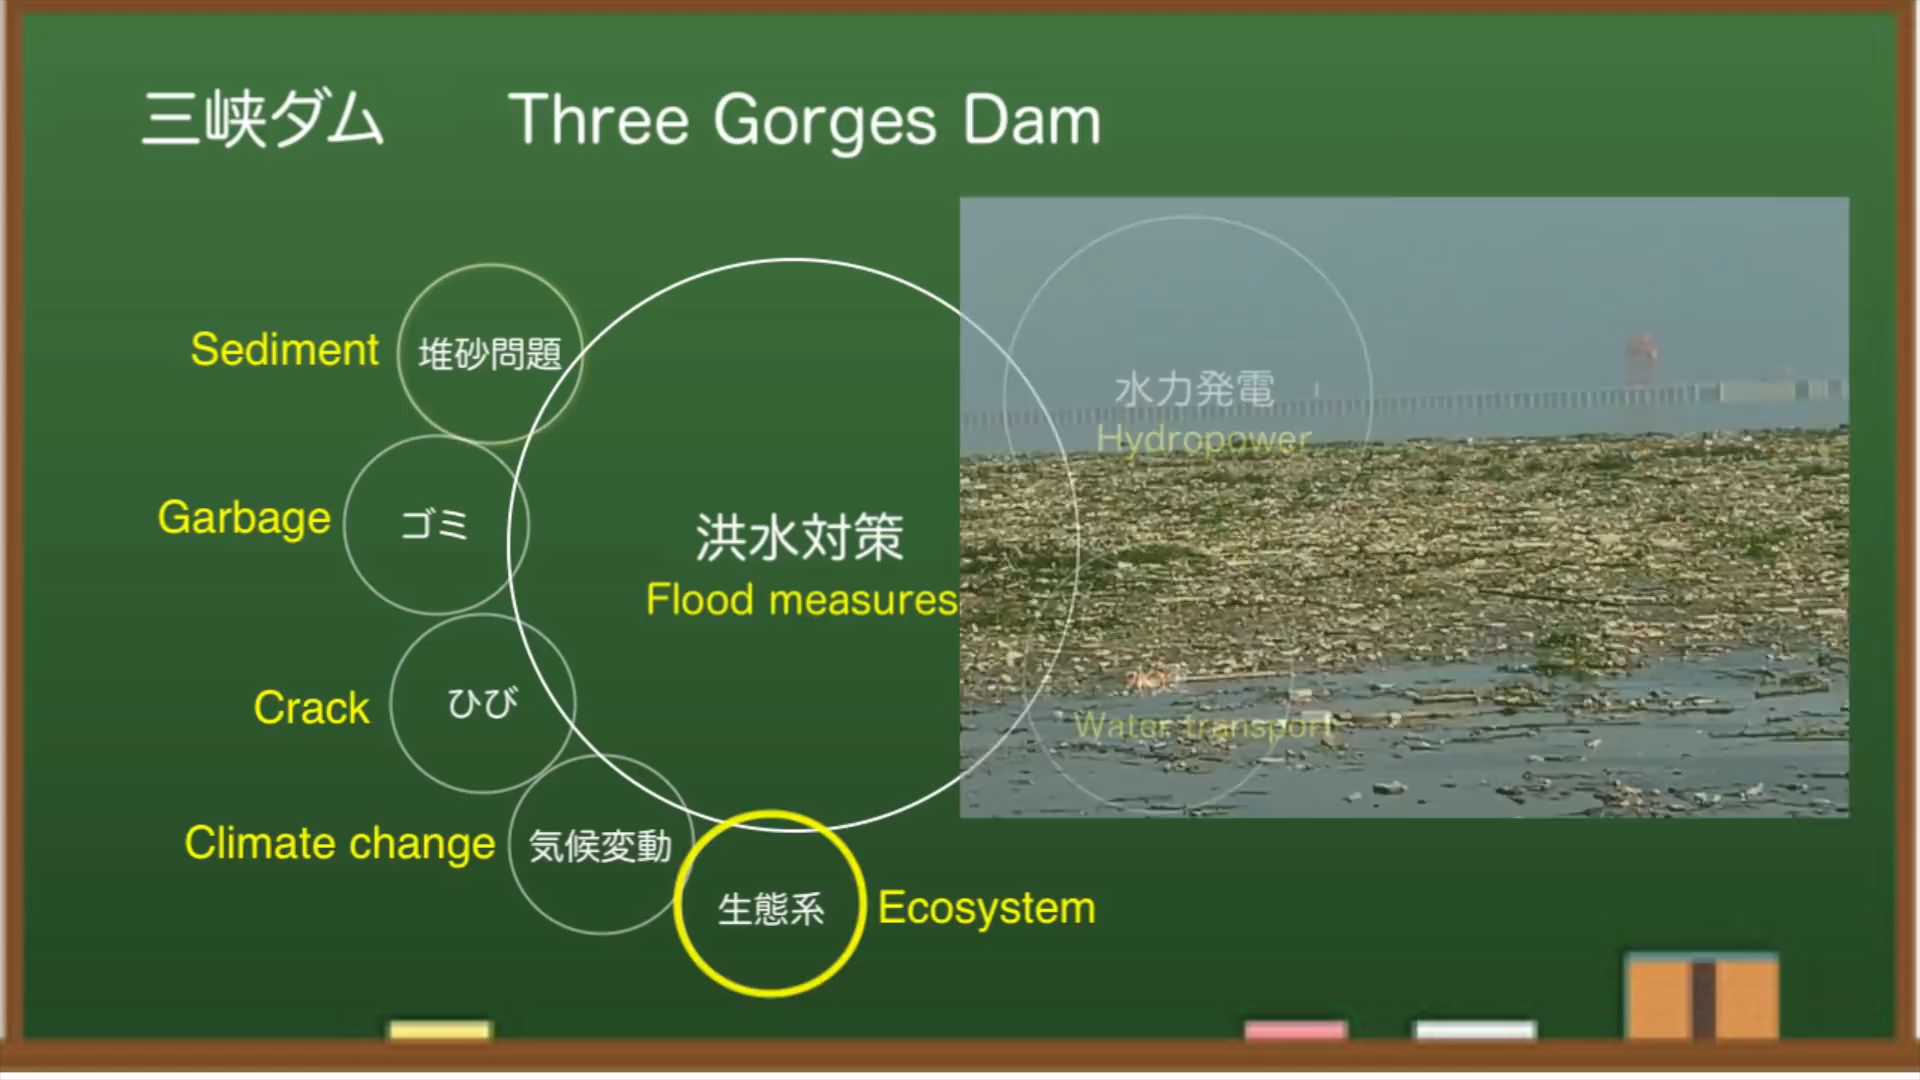 三峡ダム Three Gorges Dam
Sediment 堆砂問題
水力発電
Hydropower
Garbage ゴミ
洪水対策
Flood measures
Crack ひび
Water transport
Climate change 気候変動
生態系 Ecosystem